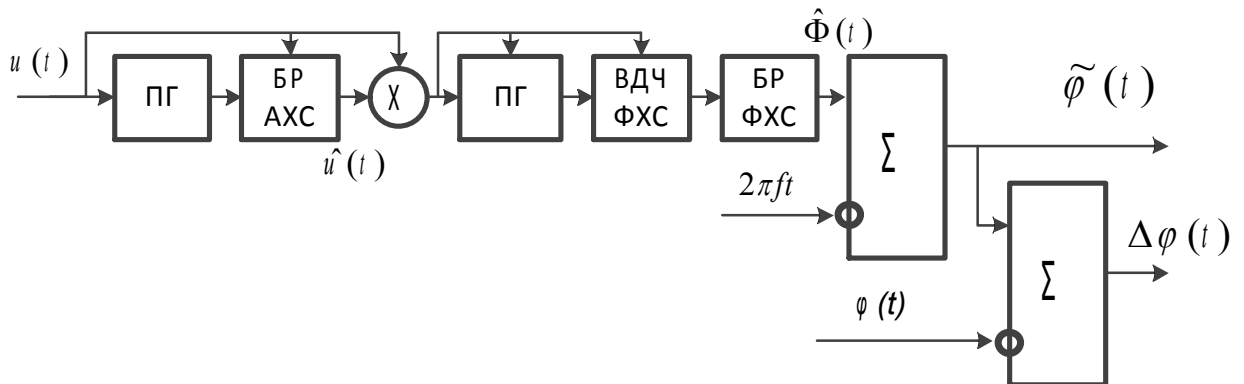 u (t)
ПГ
БР
АХС
û (t)
X
ПГ
ВДЧ
ФХС
БР
ФХС
Φ̂(t)
2πft
Σ
φ̃ (t)
φ (t)
Σ
Δφ (t)